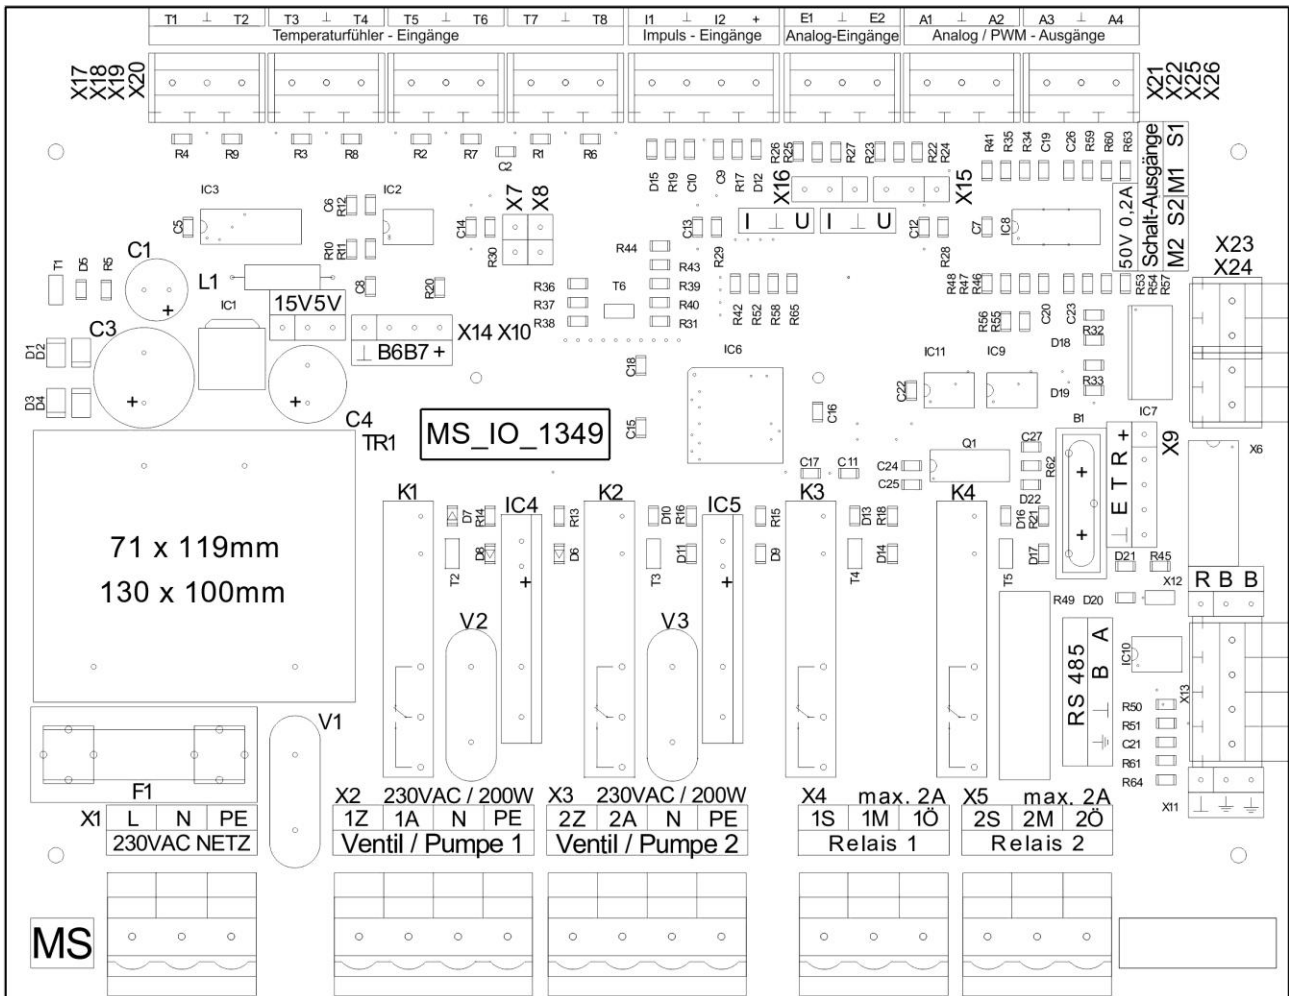 T1 ⊥ T2 T3 ⊥ T4 T5 ⊥ T6 T7 ⊥ T8 I1 ⊥ I2 + E1 ⊥ E2 A1 ⊥ A2 A3 ⊥ A4
Temperaturfühler - Eingänge Impuls - Eingänge Analog-Eingänge Analog / PWM - Ausgänge
X17 X18 X19 X20
X21 X22 X25 X26
R4 R9 R3 R8 R2 R7 C2 R1 R6
D15 R19 C10 C9 R17 D12 R26 R25 R27 R23 R22 R24 R41 R35 R34 C19 C26 R59 R60 R63
X16 X15
I ⊥ U I ⊥ U
50V 0,2A
Schalt-Ausgänge
M2 S2 M1 S1
X23
X24
IC3 C5 C6 R12 IC2 R10 R11 C14 R30 X7 X8
C13 R29 C12 R28 C7 IC8
T1 D5 R5 C1 + L1 IC1 C8 R20
R44
R43
R36 T6 R39
R37 R40
R38 R31
R42 R52 R58 R65 R48 R47 R46 C20 C23 R53 R54 R57
R56 R55 R32
D18
R33
D19
15V 5V
⊥ B6 B7 +
X14 X10
D1 D2 C3 +
D3 D4
+ C4
TR1
C18 IC6 C15 C16
IC11 IC9 C22 IC7
MS_IO_1349
B1 + +
X9
⊥ E T R +
X6
C17 C11 C24 C25 Q1 C27 R62 D22
K1 IC4 K2 IC5 K3 K4
D7 R14 R13 D10 R16 R15 D13 R18 D16 R21
D8 D6 D11 D9 D14 D17
T2 + T3 + T4 T5
D21 R45
X12
R B B
R49 D20
71 x 119mm
130 x 100mm
V2 V3
RS 485
⊥ B A
IC10
X13
R50
R51
C21
R61
R64
X11
⊥
V1
F1
X1 L N PE
230VAC NETZ
X2 230VAC / 200W
1Z 1A N PE
Ventil / Pumpe 1
X3 230VAC / 200W
2Z 2A N PE
Ventil / Pumpe 2
X4 max. 2A
1S 1M 1Ö
Relais 1
X5 max. 2A
2S 2M 2Ö
Relais 2
MS